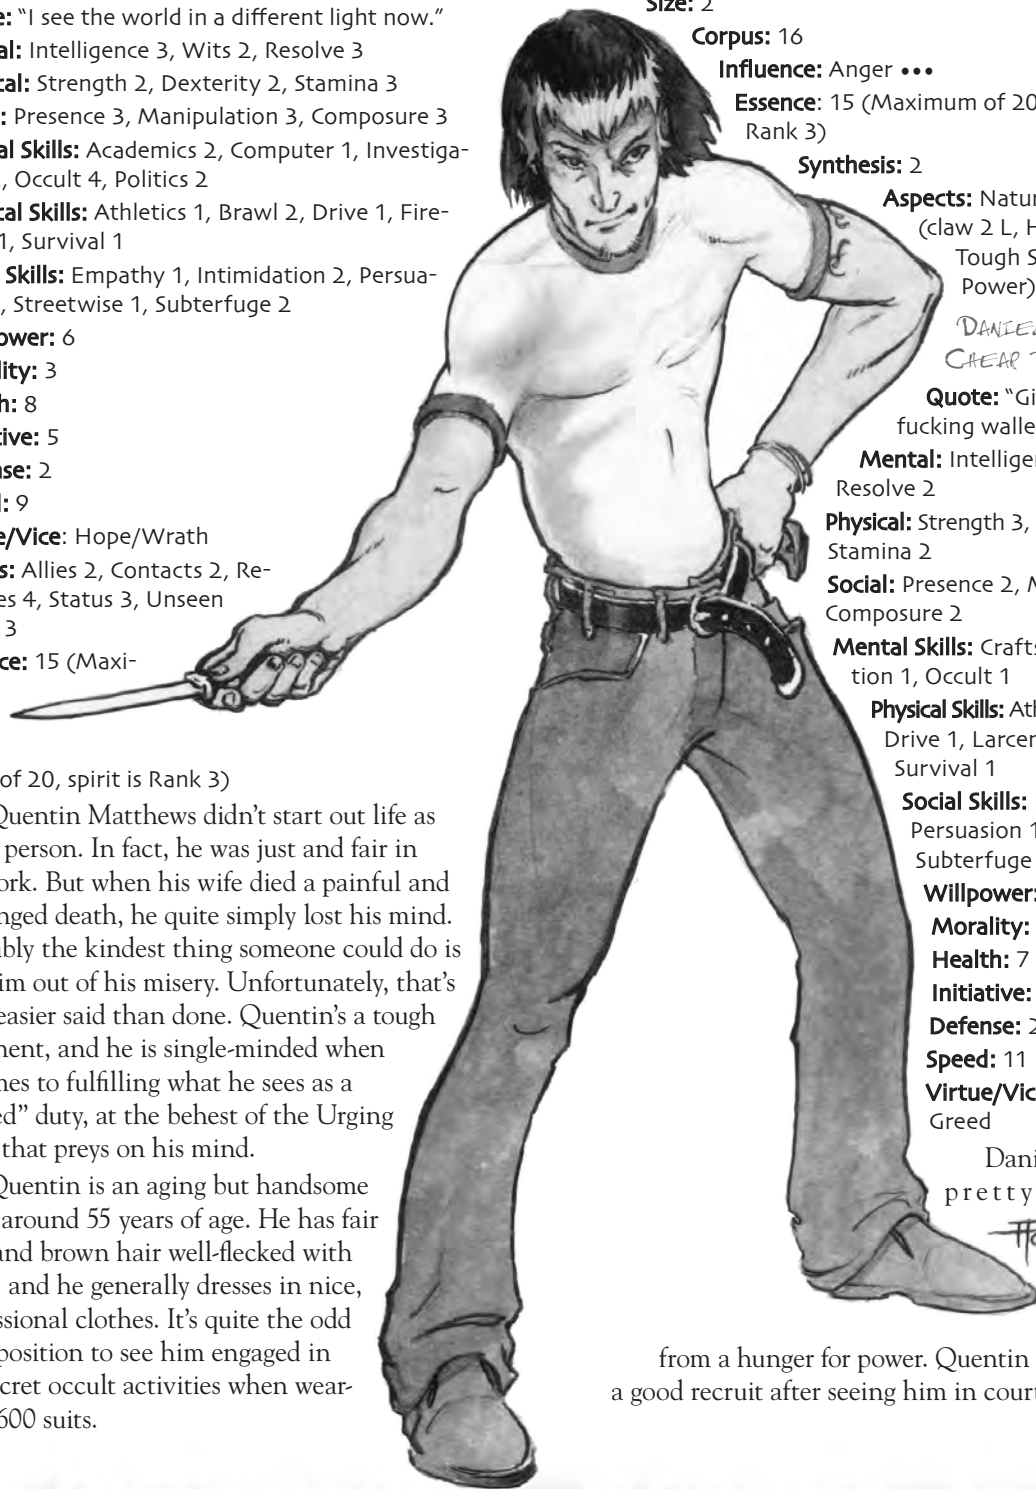 e: “I see the world in a different light now.”
al: Intelligence 3, Wits 2, Resolve 3
cal: Strength 2, Dexterity 2, Stamina 3
: Presence 3, Manipulation 3, Composure 3
al Skills: Academics 2, Computer 1, Investiga-
, Occult 4, Politics 2
cal Skills: Athletics 1, Brawl 2, Drive 1, Fire-
1, Survival 1
Skills: Empathy 1, Intimidation 2, Persua-
, Streetwise 1, Subterfuge 2
ower: 6
lity: 3
h: 8
tive: 5
nse: 2
d: 9
e/Vice: Hope/Wrath
s: Allies 2, Contacts 2, Re-
es 4, Status 3, Unseen
3
ce: 15 (Maxi-
of 20, spirit is Rank 3)
Quentin Matthews didn’t start out life as
person. In fact, he was just and fair in
ork. But when his wife died a painful and
nged death, he quite simply lost his mind.
bly the kindest thing someone could do is
im out of his misery. Unfortunately, that’s
easier said than done. Quentin’s a tough
nent, and he is single-minded when
nes to fulfilling what he sees as a
ed” duty, at the behest of the Urging
that preys on his mind.
Quentin is an aging but handsome
around 55 years of age. He has fair
and brown hair well-flecked with
, and he generally dresses in nice,
ssional clothes. It’s quite the odd
position to see him engaged in
cret occult activities when wear-
600 suits.
Size: 2
Corpus: 16
Influence: Anger •••
Essence: 15 (Maximum of 20
Rank 3)
Synthesis: 2
Aspects: Natur
(claw 2 L, H
Tough S
Power)
DANIE
CHEAP T
Quote: “Gi
fucking walle
Mental: Intelligen
Resolve 2
Physical: Strength 3,
Stamina 2
Social: Presence 2, M
Composure 2
Mental Skills: Crafts
tion 1, Occult 1
Physical Skills: Ath
Drive 1, Larcen
Survival 1
Social Skills:
Persuasion 1
Subterfuge
Willpower:
Morality:
Health: 7
Initiative:
Defense: 2
Speed: 11
Virtue/Vic
Greed
Dani
pretty
from a hunger for power. Quentin
a good recruit after seeing him in court